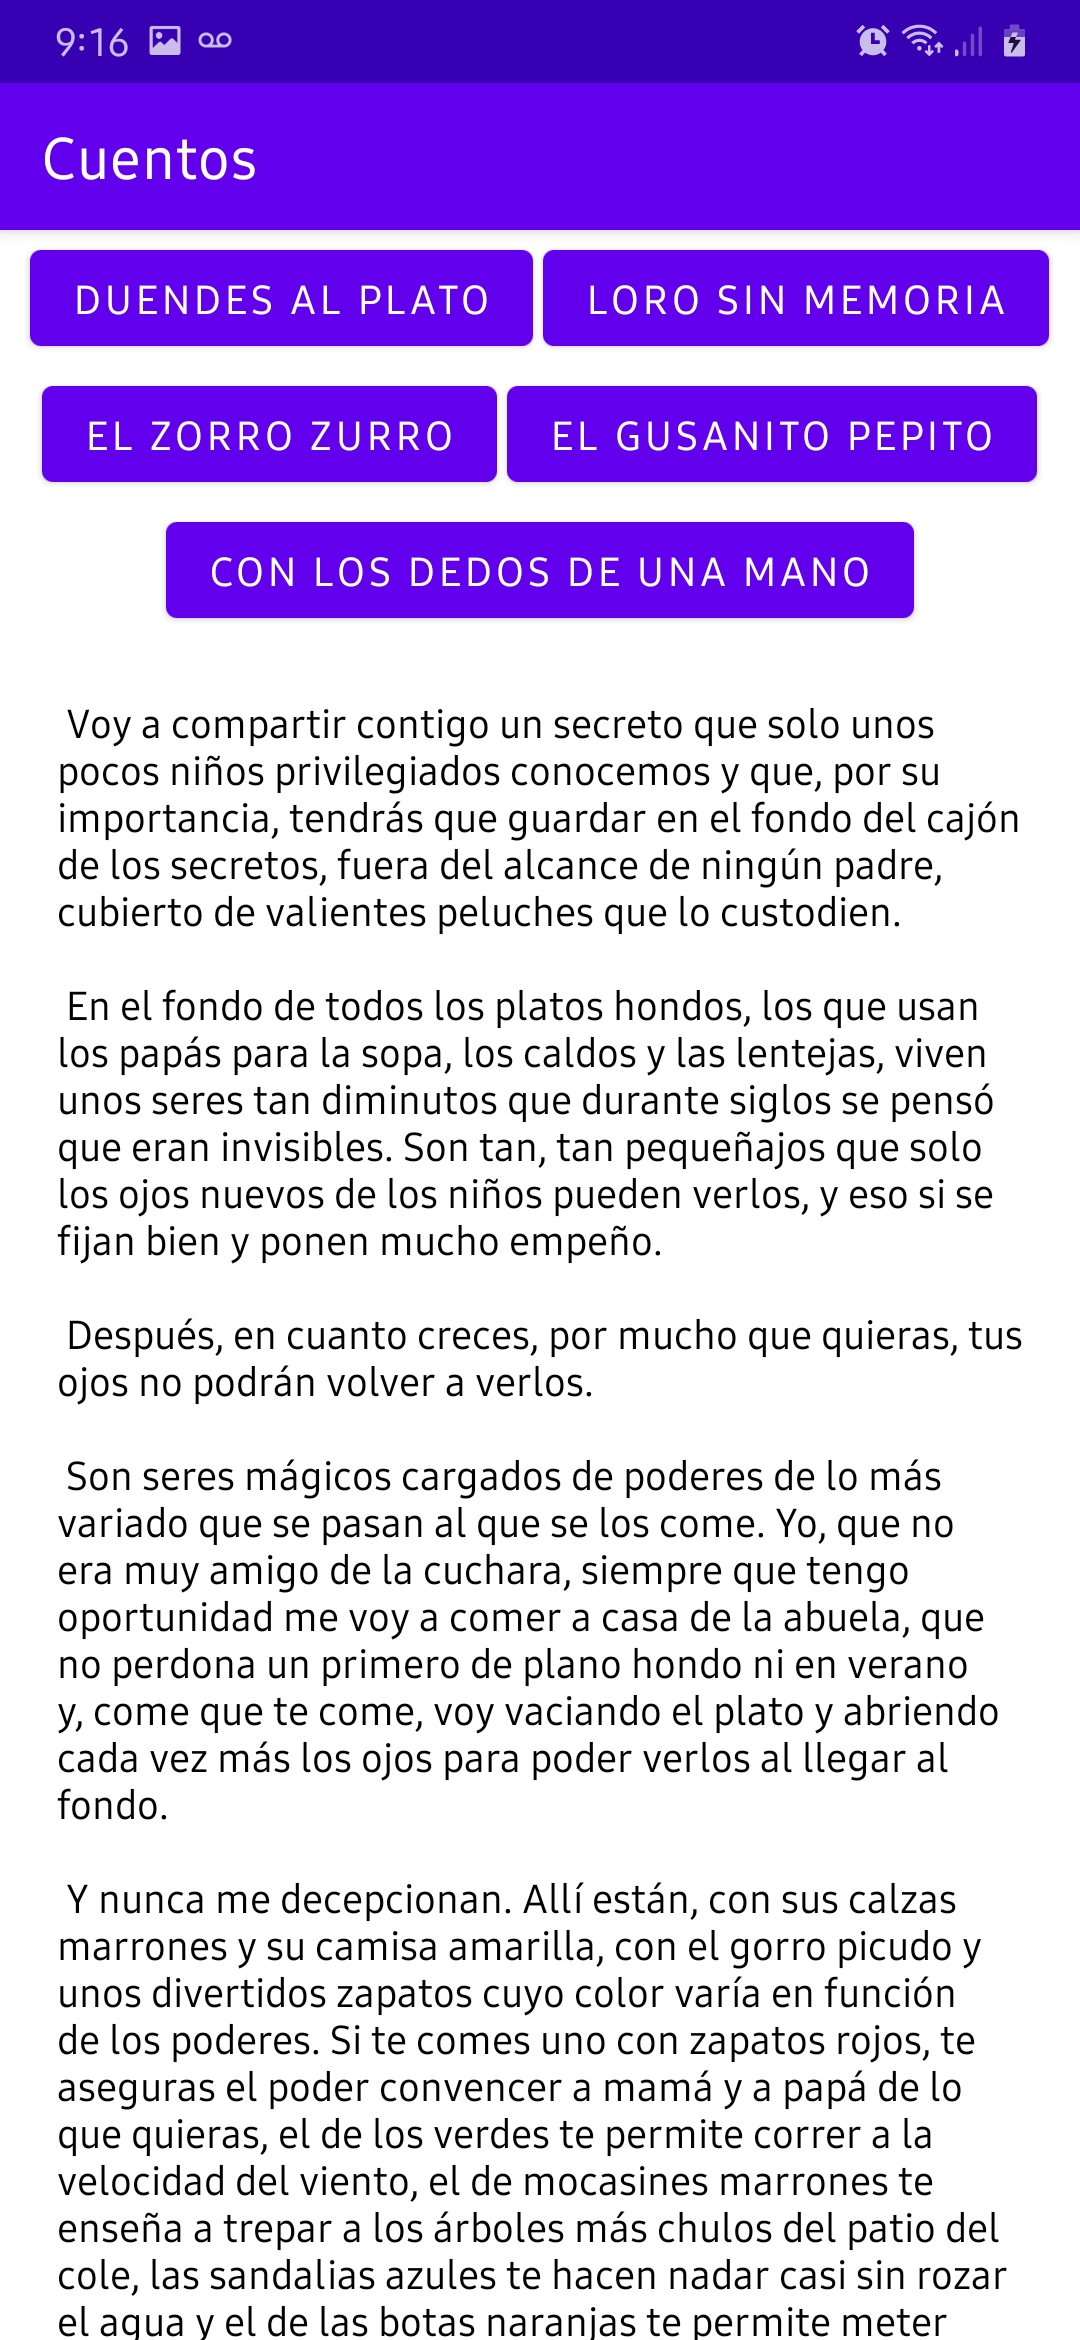 9:16
Cuentos
DUENDES AL PLATO
LORO SIN MEMORIA
EL ZORRO ZURRO
EL GUSANITO PEPITO
CON LOS DEDOS DE UNA MANO
Voy a compartir contigo un secreto que solo unos
pocos niños privilegiados conocemos y que, por su
importancia, tendrás que guardar en el fondo del cajón
de los secretos, fuera del alcance de ningún padre,
cubierto de valientes peluches que lo custodien.
En el fondo de todos los platos hondos, los que usan
los papás para la sopa, los caldos y las lentejas, viven
unos seres tan diminutos que durante siglos se pensó
que eran invisibles. Son tan, tan pequeñajos que solo
los ojos nuevos de los niños pueden verlos, y eso si se
fijan bien y ponen mucho empeño.
Después, en cuanto creces, por mucho que quieras, tus
ojos no podrán volver a verlos.
Son seres mágicos cargados de poderes de lo más
variado que se pasan al que se los come. Yo, que no
era muy amigo de la cuchara, siempre que tengo
oportunidad me voy a comer a casa de la abuela, que
no perdona un primero de plano hondo ni en verano
y, come que te come, voy vaciando el plato y abriendo
cada vez más los ojos para poder verlos al llegar al
fondo.
Y nunca me decepcionan. Allí están, con sus calzas
marrones y su camisa amarilla, con el gorro picudo y
unos divertidos zapatos cuyo color varía en función
de los poderes. Si te comes uno con zapatos rojos, te
aseguras el poder convencer a mamá y a papá de lo
que quieras, el de los verdes te permite correr a la
velocidad del viento, el de mocasines marrones te
enseña a trepar a los árboles más chulos del patio del
cole, las sandalias azules te hacen nadar casi sin rozar
el agua y el de las botas naranjas te permite meter